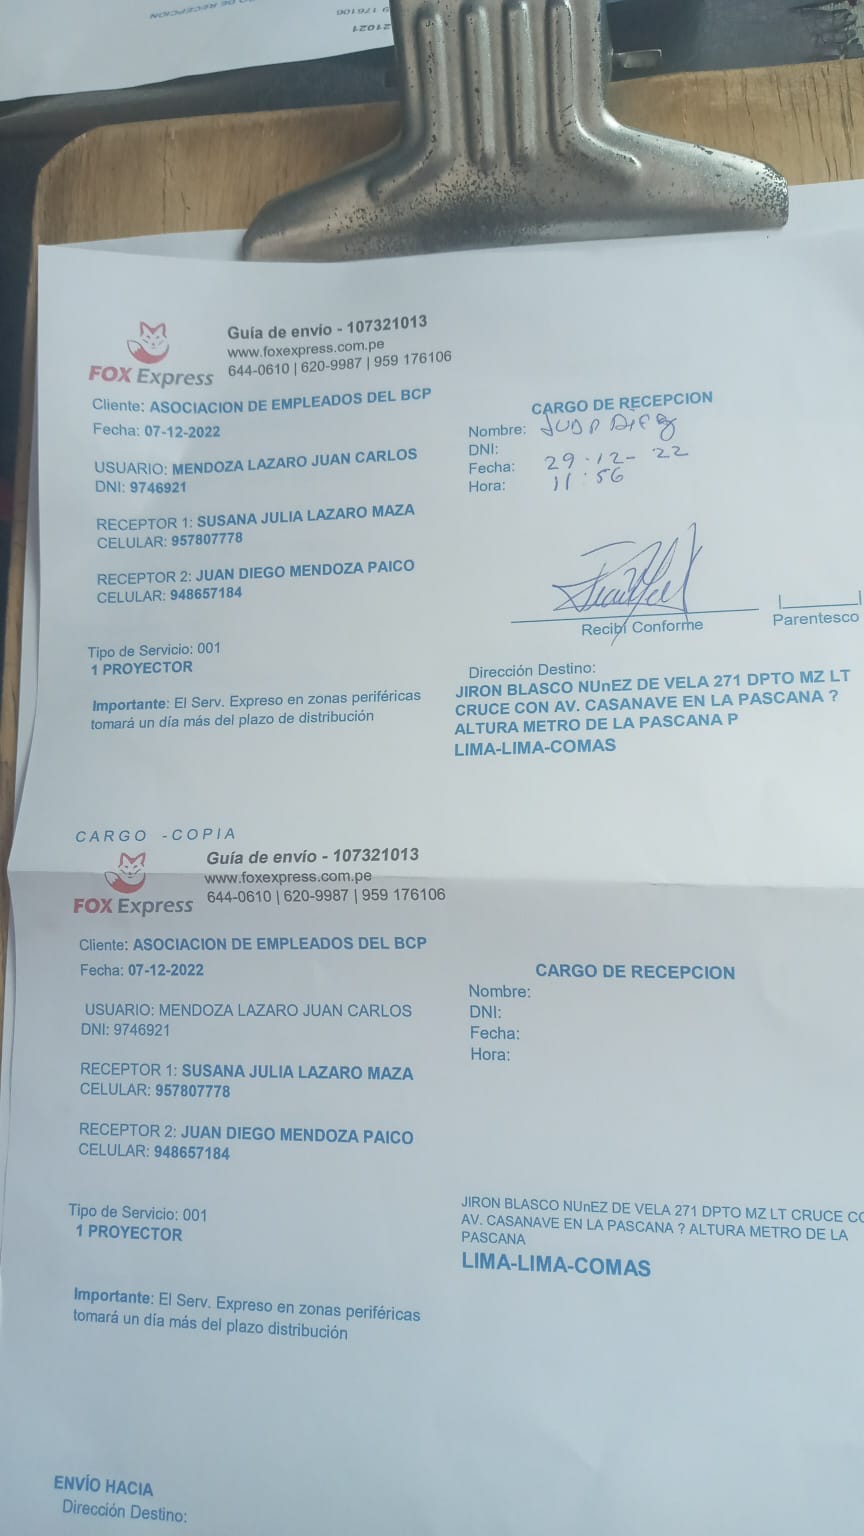 Guía de envío - 107321013
www.foxexpress.com.pe
644-0610 | 620-9987 | 959 176106
FOX Express
Cliente: ASOCIACION DE EMPLEADOS DEL BCP
Fecha: 07-12-2022
USUARIO: MENDOZA LAZARO JUAN CARLOS
DNI: 9746921
RECEPTOR 1: SUSANA JULIA LAZARO MAZA
CELULAR: 957807778
RECEPTOR 2: JUAN DIEGO MENDOZA PAICO
CELULAR: 948657184
Tipo de Servicio: 001
1 PROYECTOR
Importante: El Serv. Expreso en zonas periféricas
tomará un día más del plazo de distribución
CARGO DE RECEPCION
Nombre:
DNI:
Fecha: 29-12-22
Hora: 11:56
Recibí Conforme
Parentesco
Dirección Destino:
JIRON BLASCO NUnEZ DE VELA 271 DPTO MZ LT
CRUCE CON AV. CASANAVE EN LA PASCANA ?
ALTURA METRO DE LA PASCANA P
LIMA-LIMA-COMAS
CARGO - COPIA
Guía de envío - 107321013
www.foxexpress.com.pe
644-0610 | 620-9987 | 959 176106
FOX Express
Cliente: ASOCIACION DE EMPLEADOS DEL BCP
Fecha: 07-12-2022
USUARIO: MENDOZA LAZARO JUAN CARLOS
DNI: 9746921
RECEPTOR 1: SUSANA JULIA LAZARO MAZA
CELULAR: 957807778
RECEPTOR 2: JUAN DIEGO MENDOZA PAICO
CELULAR: 948657184
Tipo de Servicio: 001
1 PROYECTOR
Importante: El Serv. Expreso en zonas periféricas
tomará un día más del plazo distribución
CARGO DE RECEPCION
Nombre:
DNI:
Fecha:
Hora:
JIRON BLASCO NUnEZ DE VELA 271 DPTO MZ LT CRUCE
AV. CASANAVE EN LA PASCANA ? ALTURA METRO DE LA
PASCANA
LIMA-LIMA-COMAS
ENVÍO HACIA
Dirección Destino: